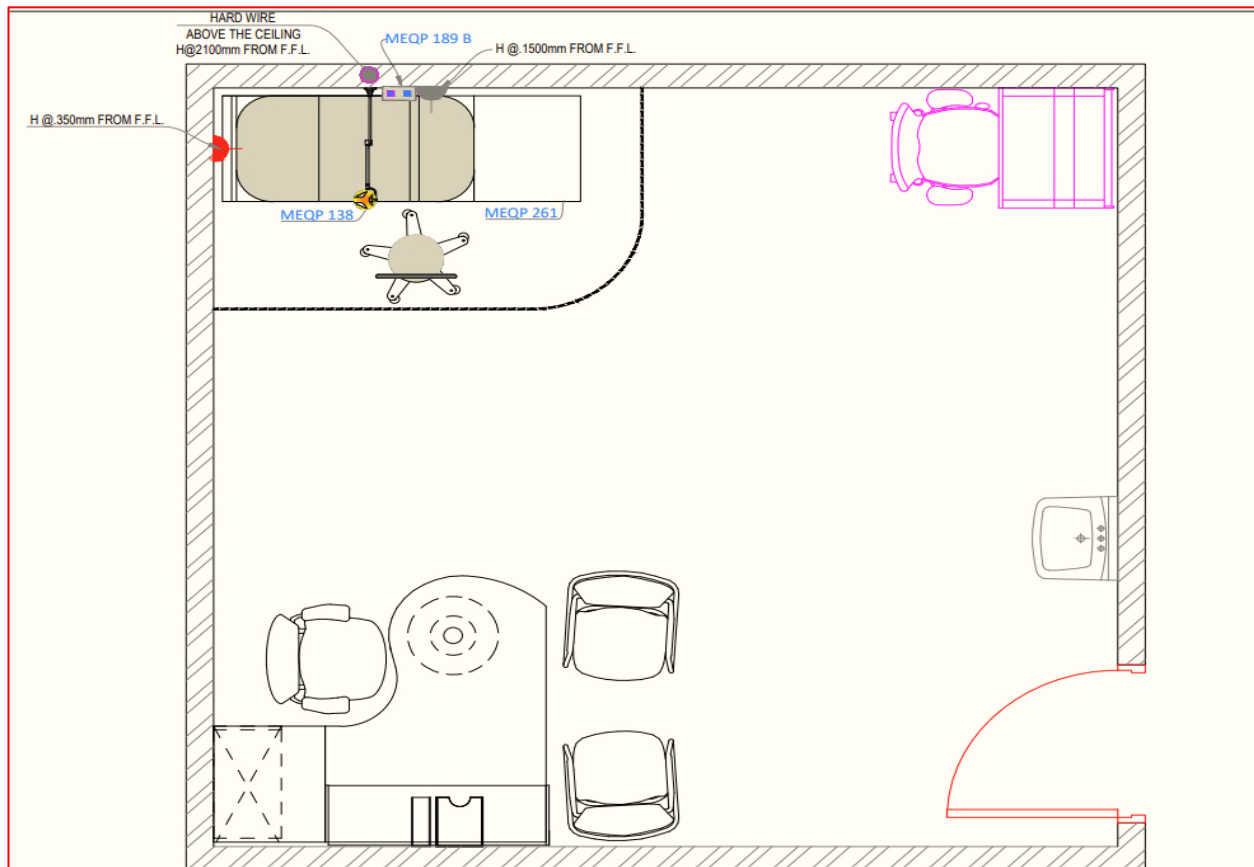 HARD WIRE
ABOVE THE CEILING
H@2100mm FROM F.F.L.
MEQP 189 B
H @.1500mm FROM F.F.L.
H @.350mm FROM F.F.L.
MEQP 138
MEQP 261